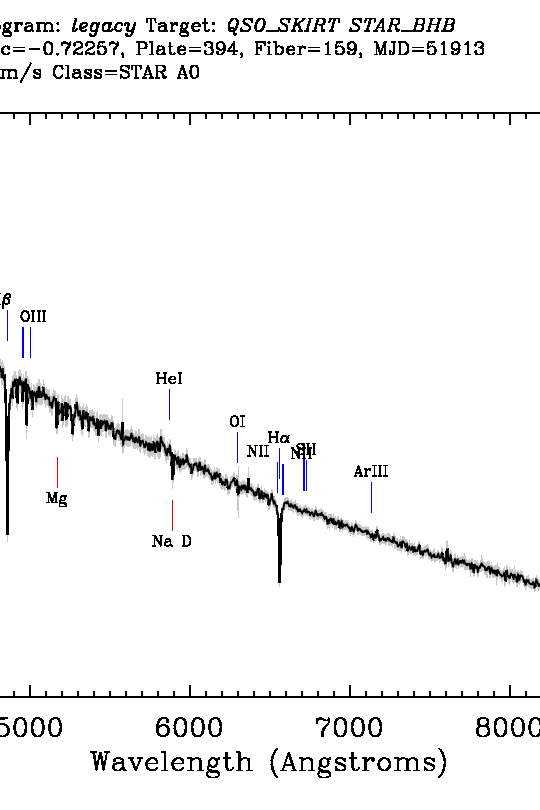 ogram: legacy Target: QSO_SKIRT STAR_BHB
c=−0.72257, Plate=394, Fiber=159, MJD=51913
m/s Class=STAR A0
β
OIII
HeI
OI
Hα
NII
NII
SII
ArIII
Mg
Na D
5000 6000 7000 8000
Wavelength (Angstroms)